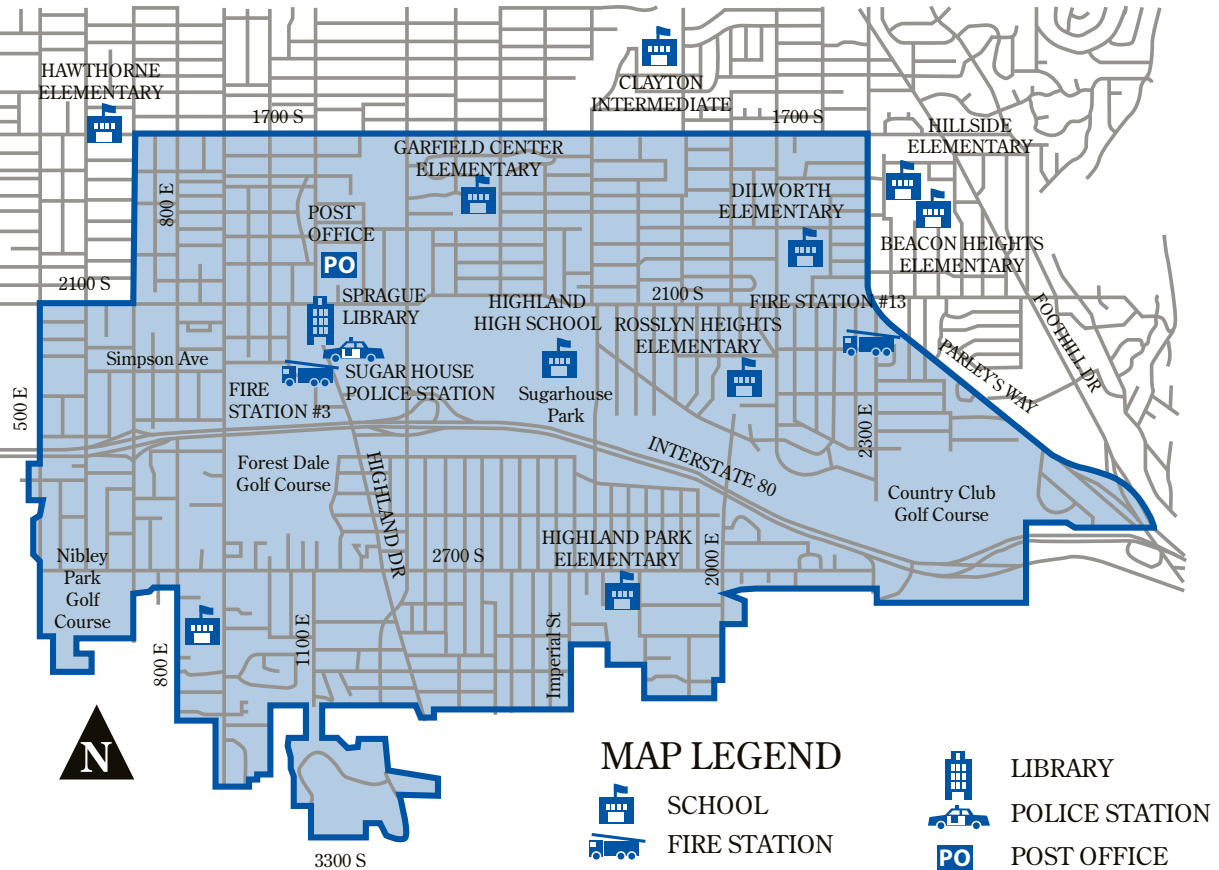 HAWTHORNE
ELEMENTARY
CLAYTON
INTERMEDIATE
1700 S
1700 S
HILLSIDE
ELEMENTARY
GARFIELD CENTER
ELEMENTARY
DILWORTH
ELEMENTARY
800 E
POST
OFFICE
PO
BEACON HEIGHTS
ELEMENTARY
2100 S
SPRAGUE
LIBRARY
HIGHLAND
HIGH SCHOOL
2100 S
FIRE STATION #13
ROSSLYN HEIGHTS
ELEMENTARY
FOOTHILL DR
PARLEY'S WAY
Simpson Ave
SUGAR HOUSE
POLICE STATION
FIRE
STATION #3
Sugarhouse
Park
500 E
2300 E
INTERSTATE 80
Forest Dale
Golf Course
HIGHLAND DR
Country Club
Golf Course
HIGHLAND PARK
ELEMENTARY
2700 S
2000 E
Nibley
Park
Golf
Course
800 E
1100 E
Imperial St
N
3300 S
MAP LEGEND
SCHOOL
FIRE STATION
LIBRARY
POLICE STATION
PO
POST OFFICE